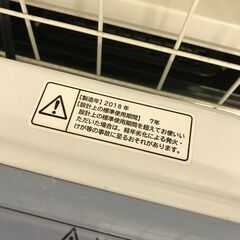 【製造年】2018年
【設計上の標準使用期間】 7年
設計上の標準使用期間を超えてお使いい
ただいた場合は、経年劣化による発火・
けが等の事故に至るおそれがあります。